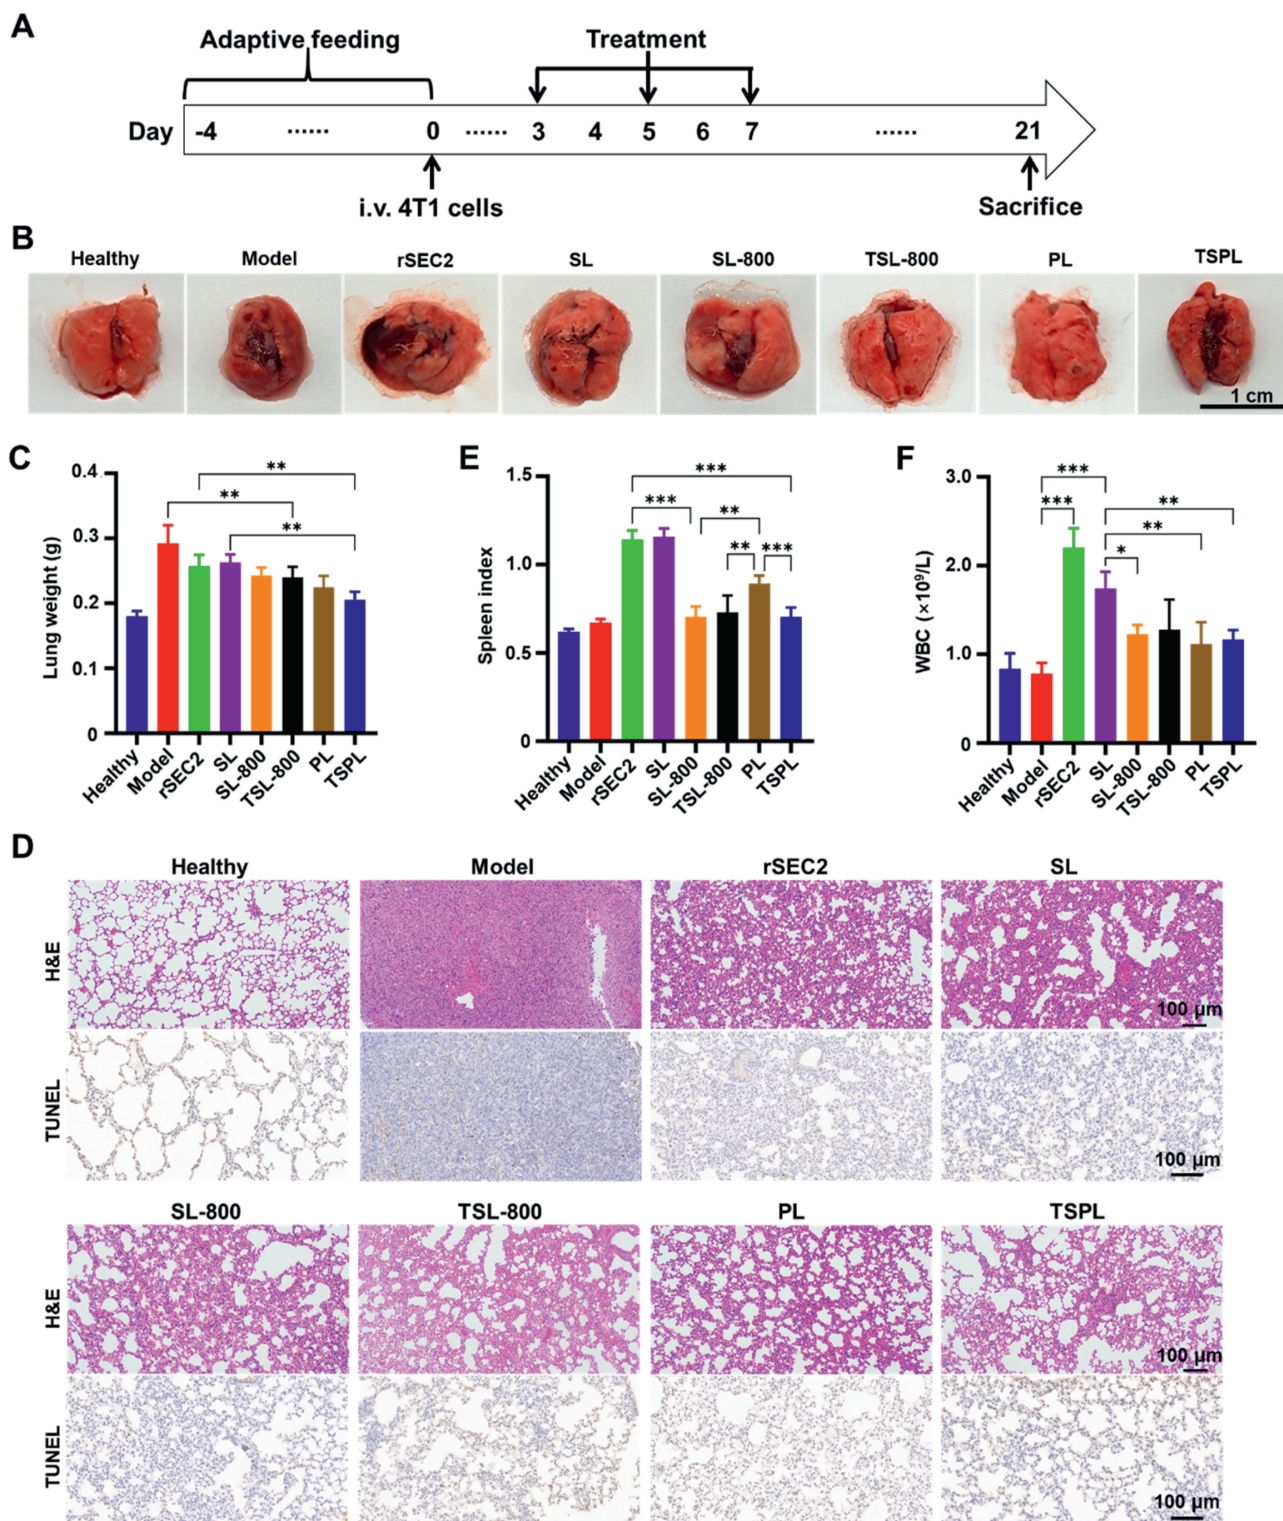 A
Adaptive feeding
Treatment
Day -4 ...... 0 ...... 3 4 5 6 7 ...... 21
i.v. 4T1 cells
Sacrifice
B
Healthy Model rSEC2 SL SL-800 TSL-800 PL TSPL
1 cm
C
Lung weight (g)
0.4
0.3
0.2
0.1
0
** ** **
Healthy Model rSEC2 SL SL-800 TSL-800 PL TSPL
E
Spleen index
1.5
1.0
0.5
0
*** *** ** ** ***
Healthy Model rSEC2 SL SL-800 TSL-800 PL TSPL
F
WBC (×10⁹/L)
3.0
2.0
1.0
0
*** *** ** ** *
Healthy Model rSEC2 SL SL-800 TSL-800 PL TSPL
D
Healthy Model rSEC2 SL
H&E
100 μm
TUNEL
100 μm
SL-800 TSL-800 PL TSPL
H&E
100 μm
TUNEL
100 μm